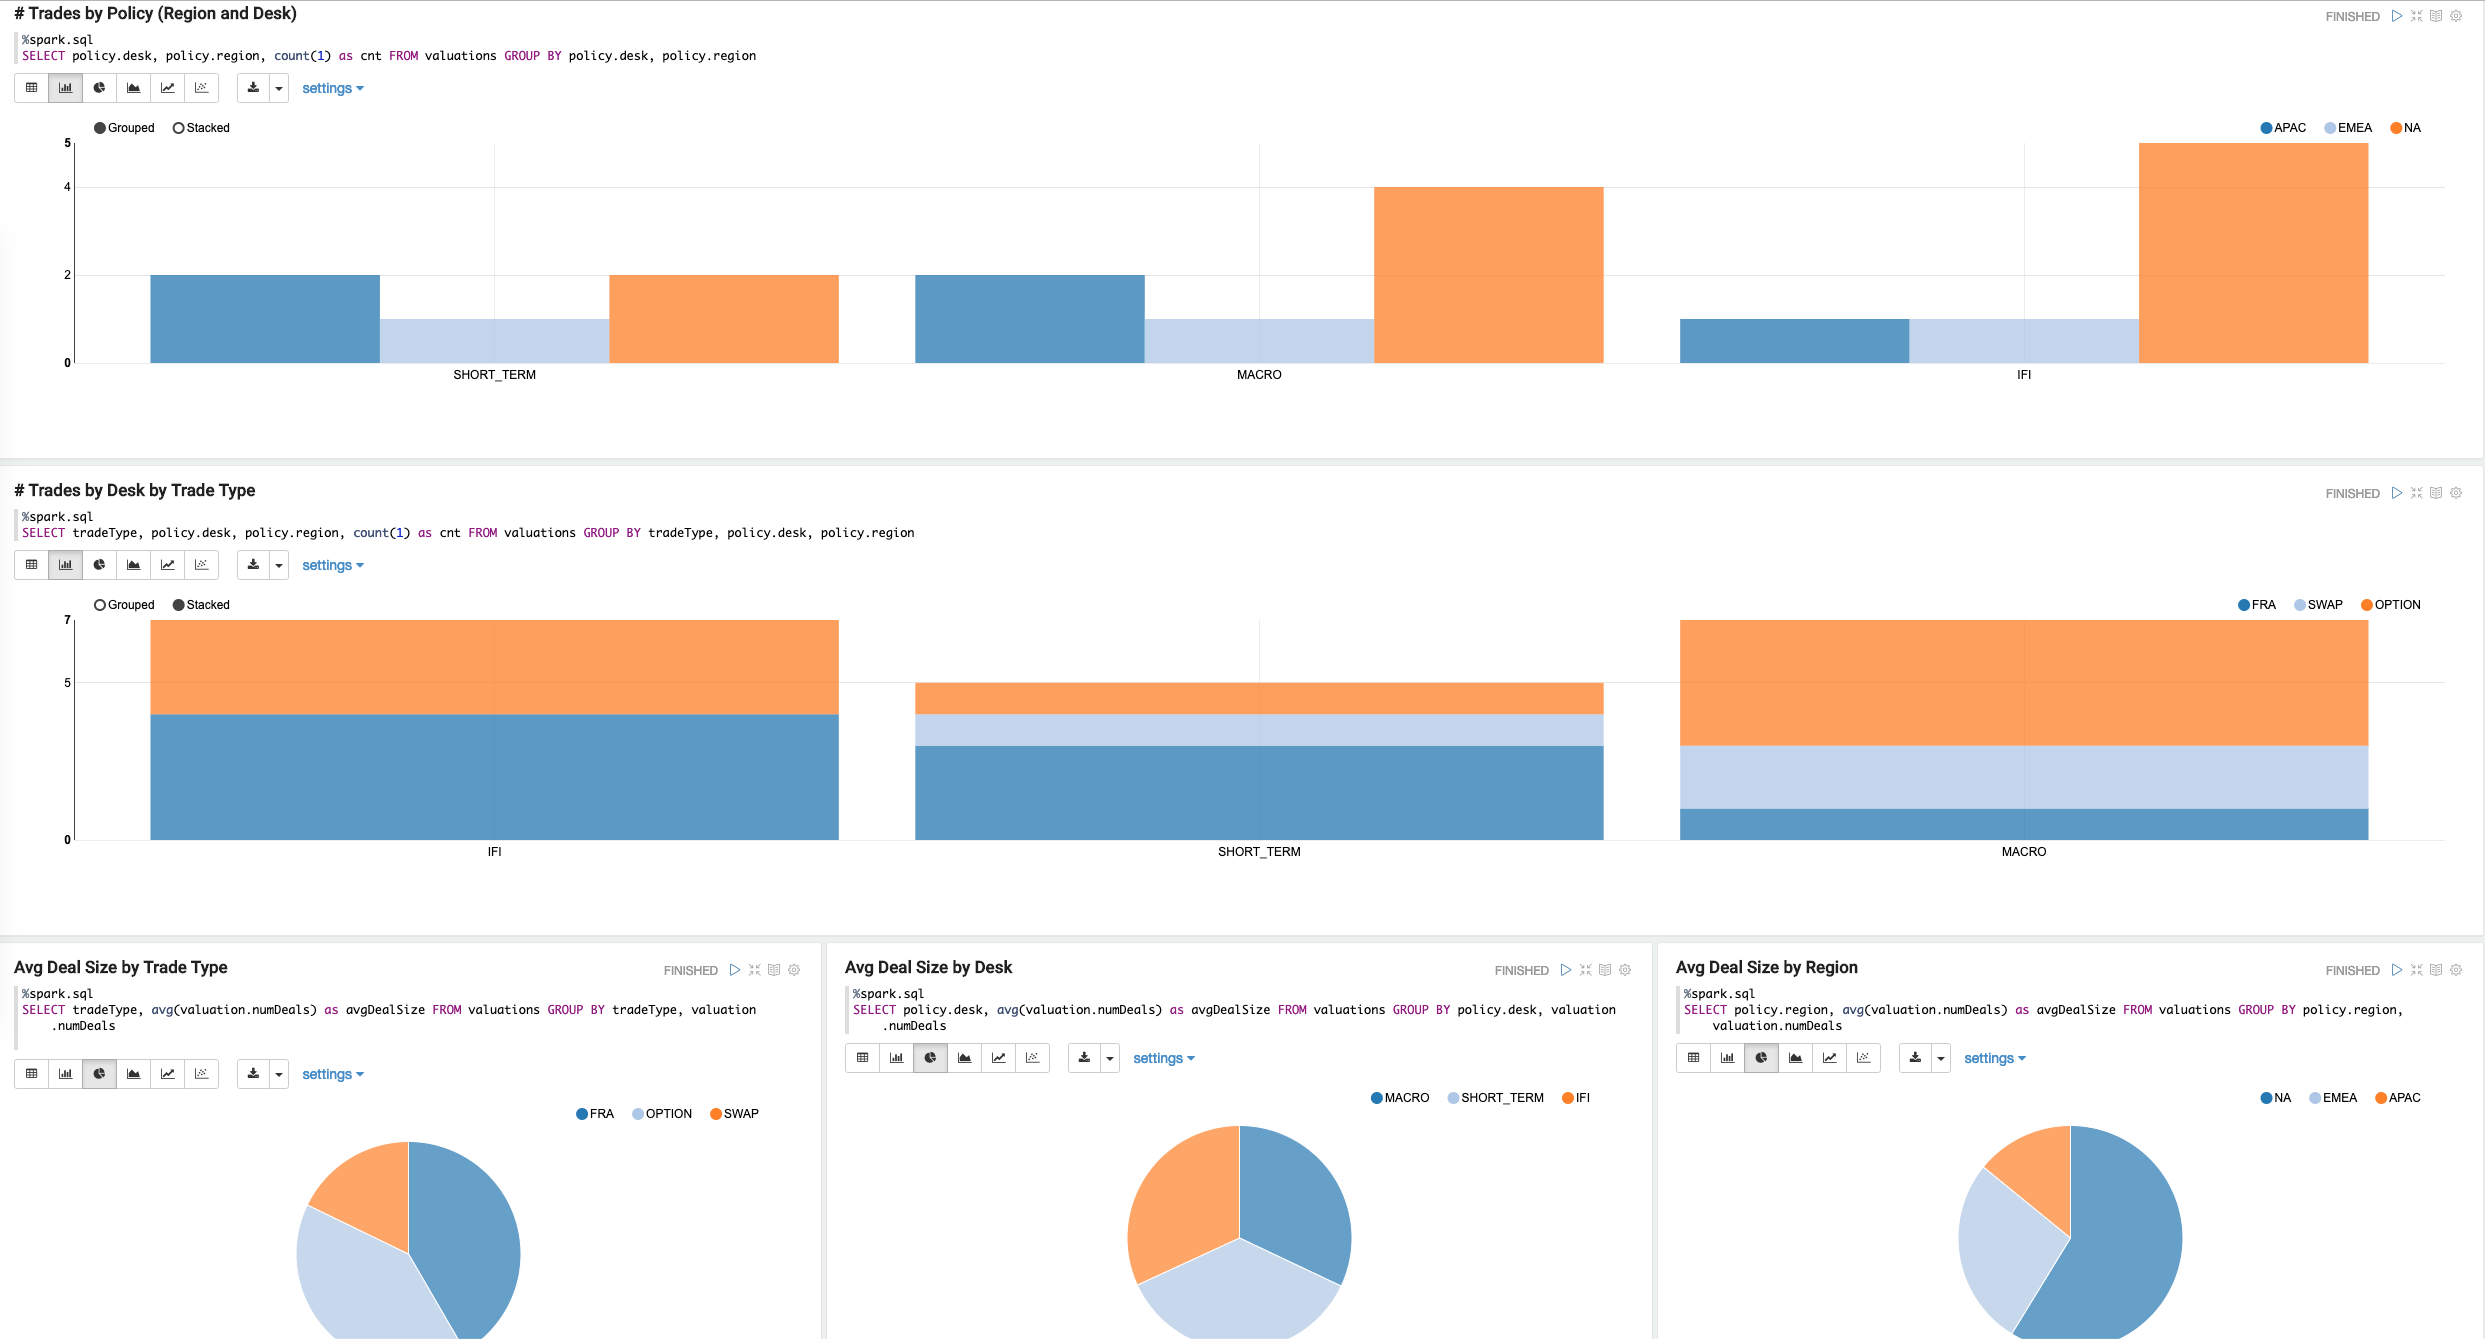 # Trades by Policy (Region and Desk)
FINISHED
%spark.sql
SELECT policy.desk, policy.region, count(1) as cnt FROM valuations GROUP BY policy.desk, policy.region
settings
Grouped Stacked
APAC EMEA NA
5
4
2
0
SHORT_TERM MACRO IFI
# Trades by Desk by Trade Type
FINISHED
%spark.sql
SELECT tradeType, policy.desk, policy.region, count(1) as cnt FROM valuations GROUP BY tradeType, policy.desk, policy.region
settings
Grouped Stacked
FRA SWAP OPTION
7
5
0
IFI SHORT_TERM MACRO
Avg Deal Size by Trade Type
FINISHED
%spark.sql
SELECT tradeType, avg(valuation.numDeals) as avgDealSize FROM valuations GROUP BY tradeType, valuation
.numDeals
settings
FRA OPTION SWAP
Avg Deal Size by Desk
FINISHED
%spark.sql
SELECT policy.desk, avg(valuation.numDeals) as avgDealSize FROM valuations GROUP BY policy.desk, valuation
.numDeals
settings
MACRO SHORT_TERM IFI
Avg Deal Size by Region
FINISHED
%spark.sql
SELECT policy.region, avg(valuation.numDeals) as avgDealSize FROM valuations GROUP BY policy.region,
valuation.numDeals
settings
NA EMEA APAC